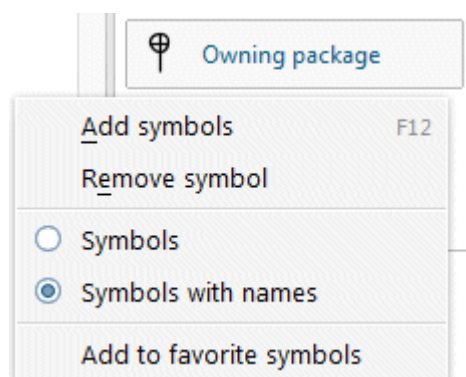 Owning package
Add symbols F12
Remove symbol
Symbols
Symbols with names
Add to favorite symbols